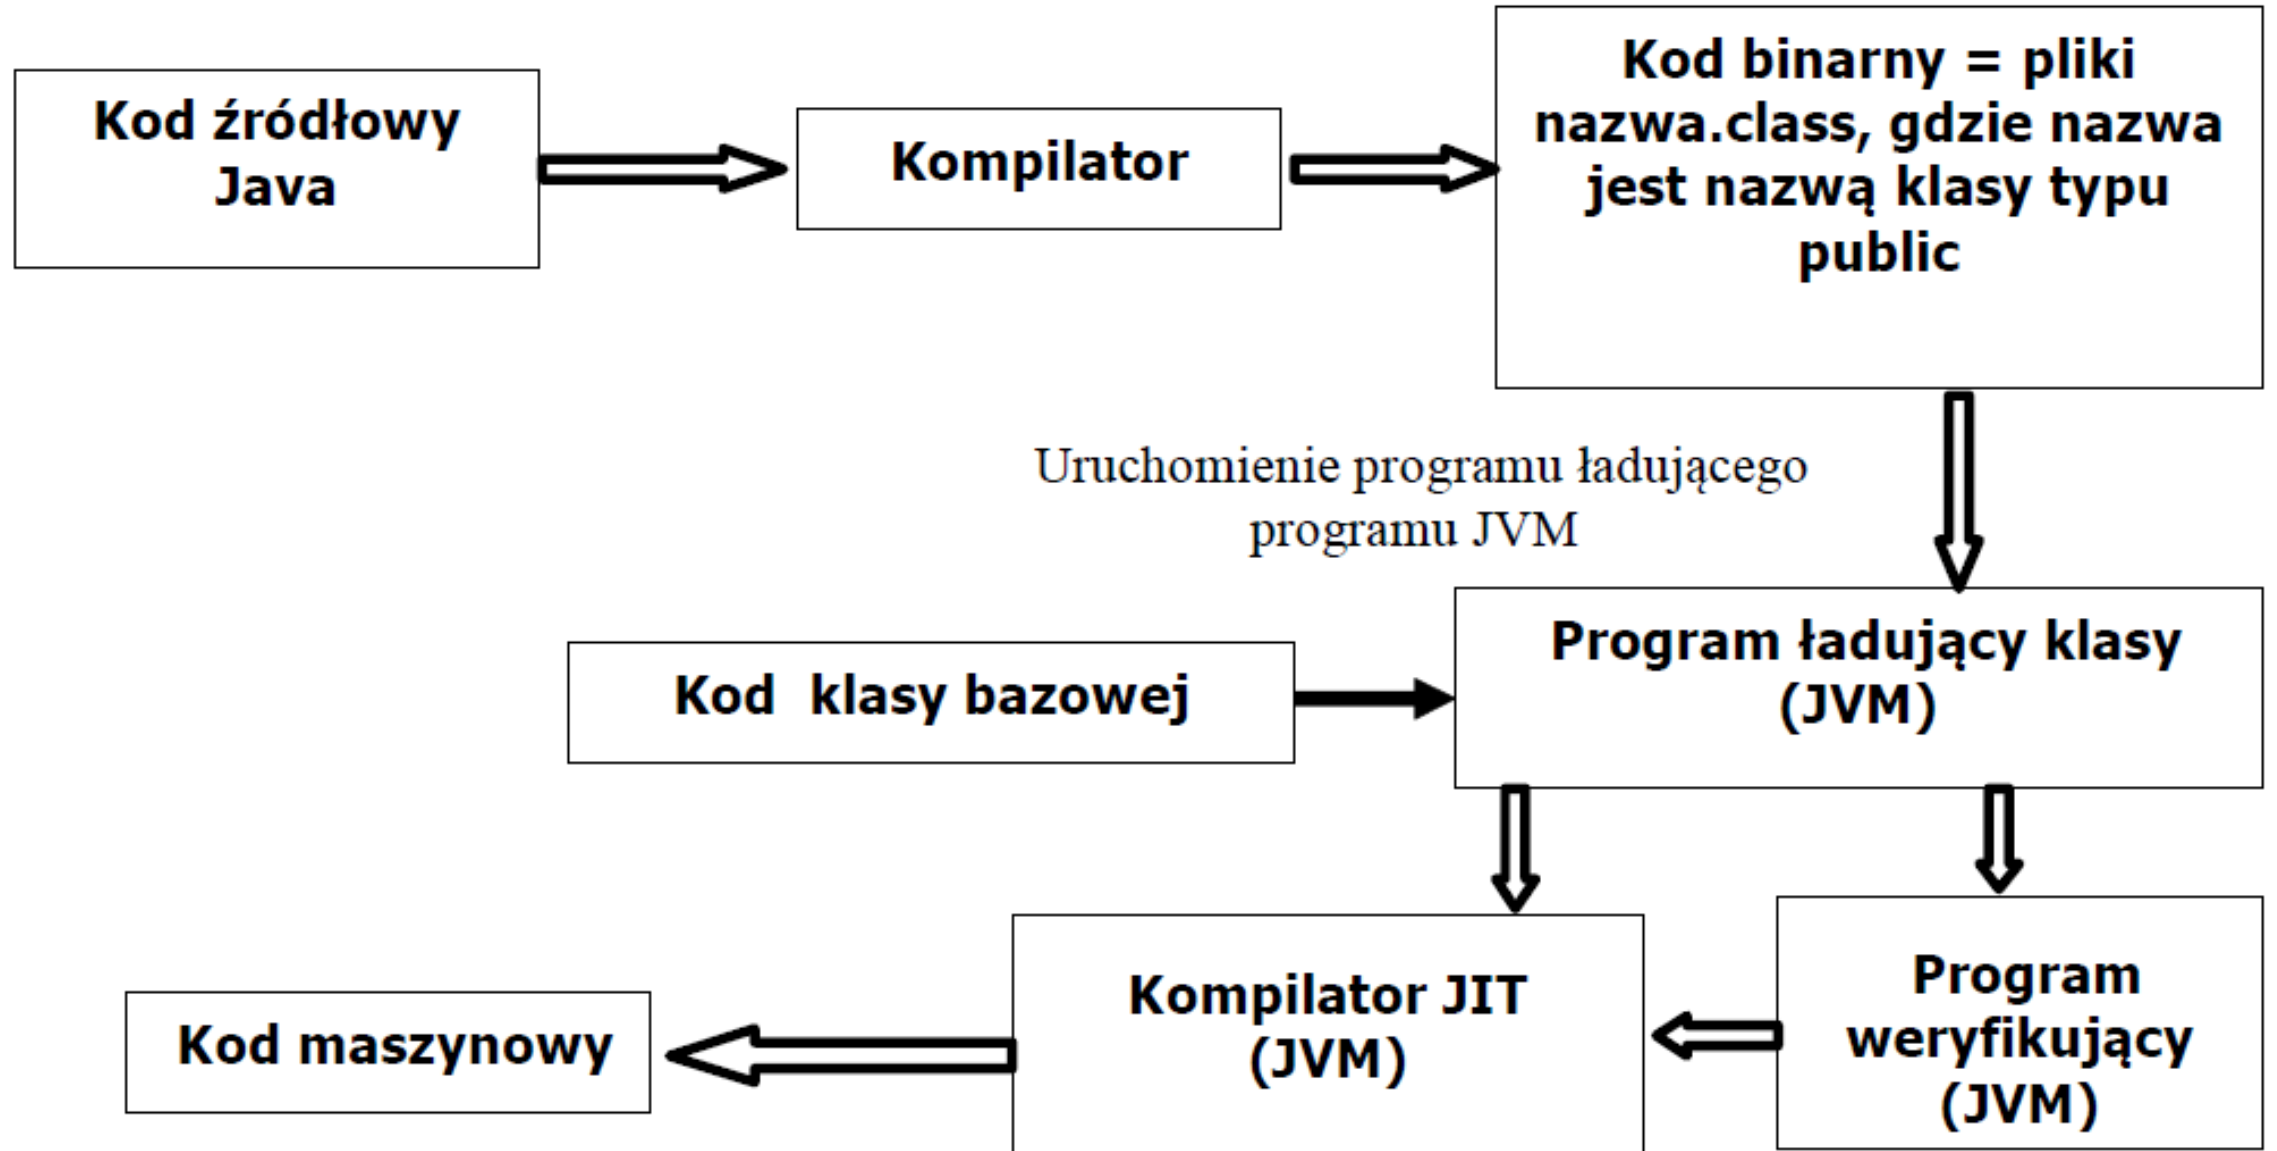 Kod źródłowy
Java
Kompilator
Kod binarny = pliki
nazwa.class, gdzie nazwa
jest nazwą klasy typu
public
Uruchomienie programu ładującego
programu JVM
Kod klasy bazowej
Program ładujący klasy
(JVM)
Kod maszynowy
Kompilator JIT
(JVM)
Program
weryfikujący
(JVM)